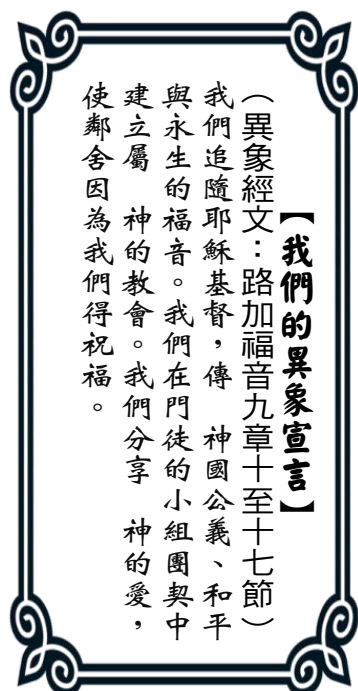 【我們的異象宣言】
（異象經文：路加福音九章十至十七節）
我們追隨耶穌基督，傳　神國公義、和平
與永生的福音。我們在門徒的小組團契中
建立屬　神的教會。我們分享　神的愛，
使鄰舍因為我們得祝福。